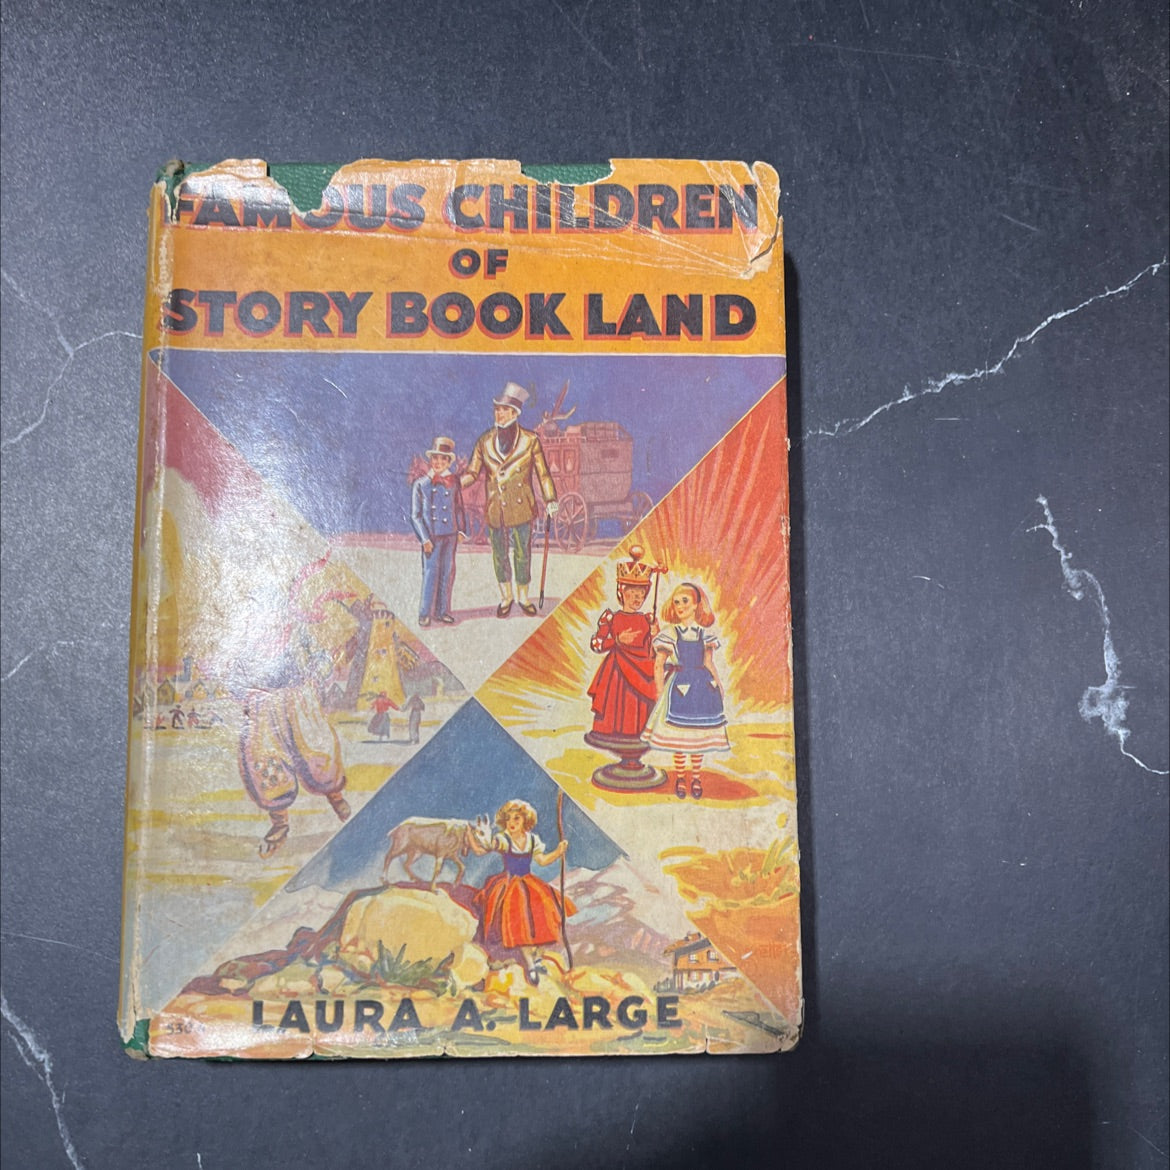 FAMOUS CHILDREN
OF
STORY BOOK LAND
LAURA A. LARGE